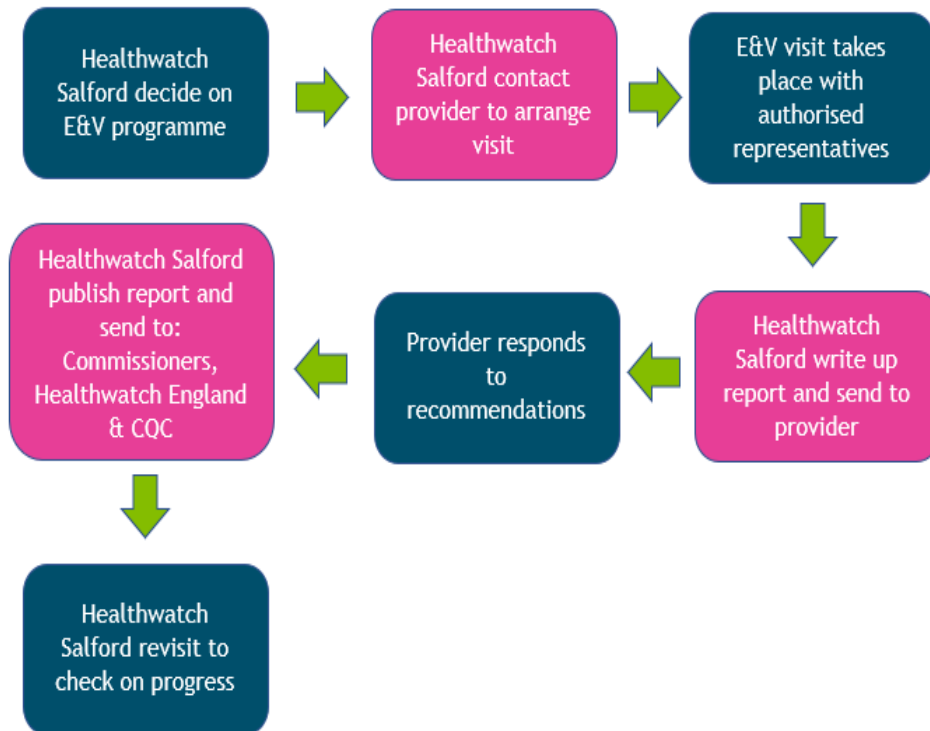 Healthwatch
Salford decide on
E&V programme
Healthwatch
Salford contact
provider to arrange
visit
E&V visit takes
place with
authorised
representatives
Healthwatch
Salford write up
report and send to
provider
Provider responds
to
recommendations
Healthwatch Salford
publish report and
send to:
Commissioners,
Healthwatch England
& CQC
Healthwatch
Salford revisit to
check on progress